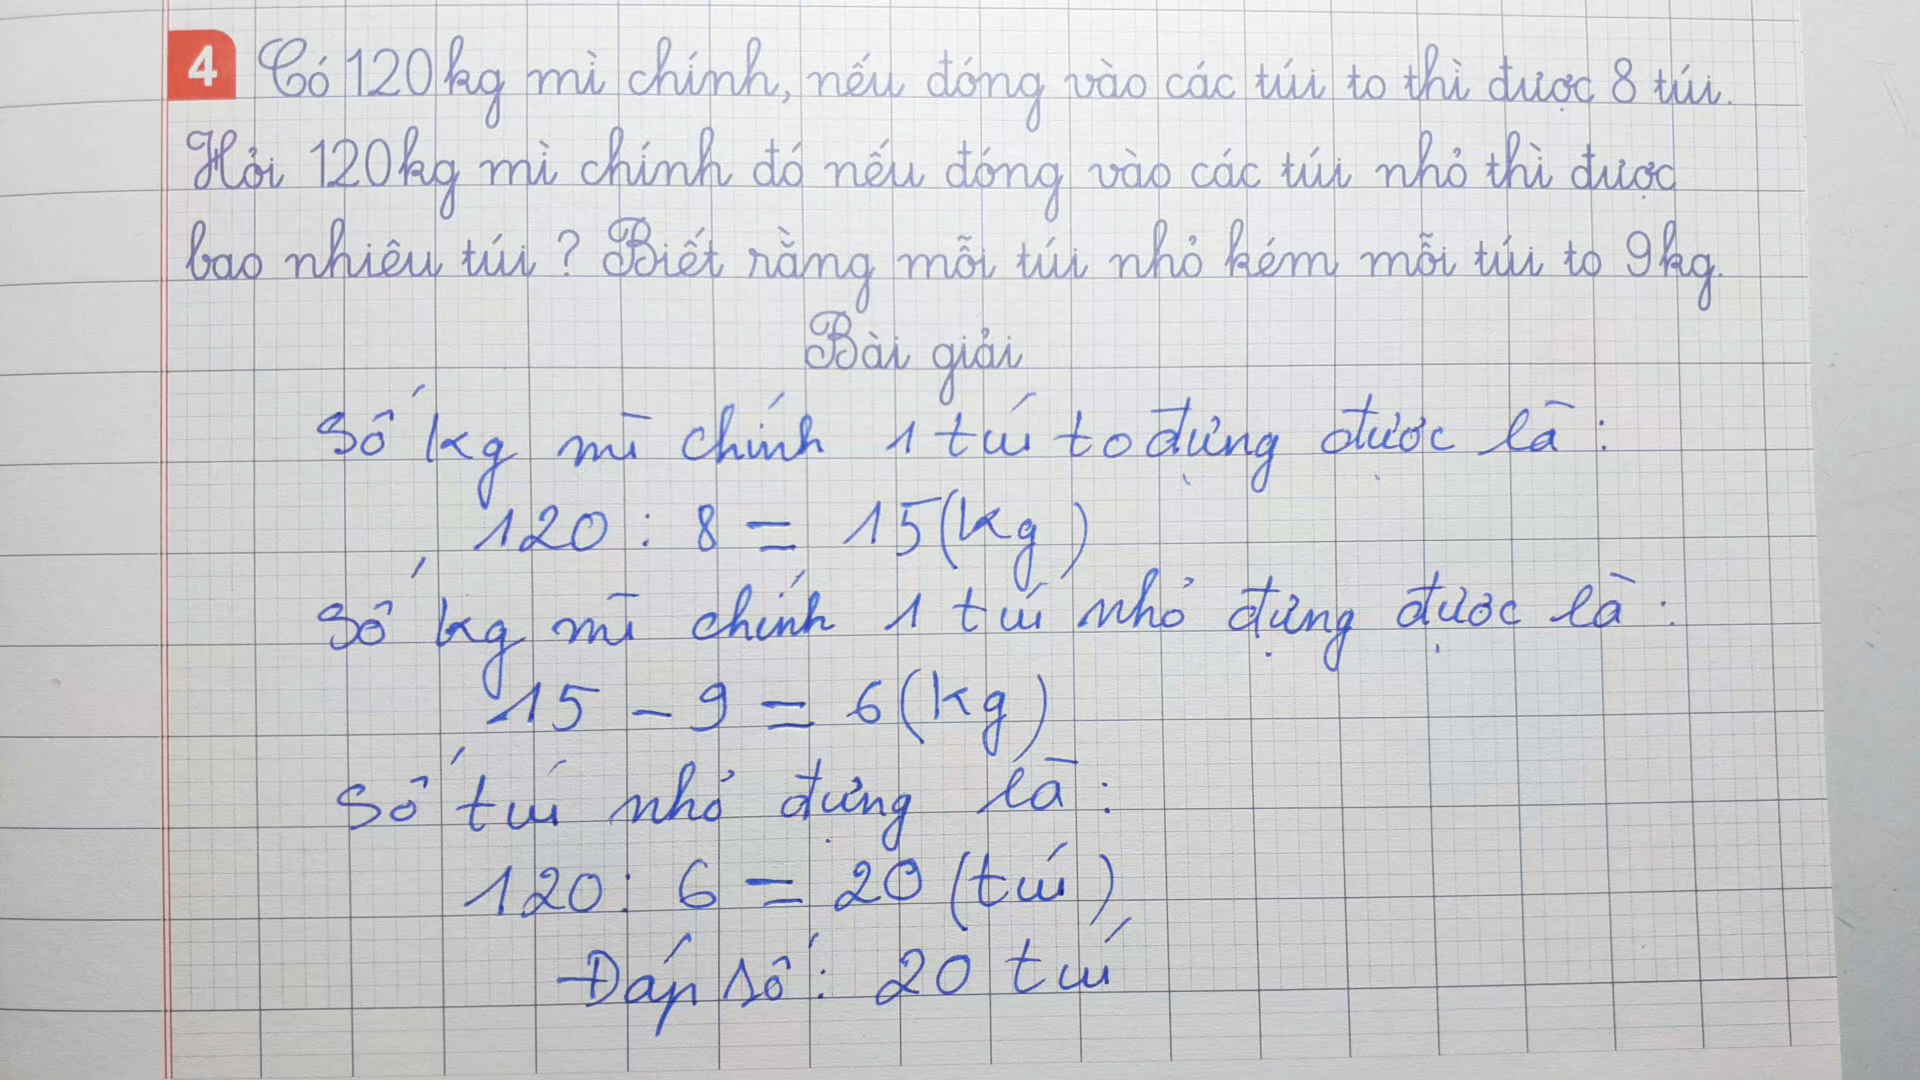 4 Có 120kg mì chính, nếu đóng vào các túi to thì được 8 túi.
Hỏi 120kg mì chính đó nếu đóng vào các túi nhỏ thì được
bao nhiêu túi? Biết rằng mỗi túi nhỏ kém mỗi túi to 9kg.
Bài giải
Số kg mì chính 1 túi to đựng được là:
120 : 8 = 15(kg)
Số kg mì chính 1 túi nhỏ đựng được là:
15 - 9 = 6(kg)
Số túi nhỏ đựng là:
120 : 6 = 20 (túi)
Đáp số: 20 túi